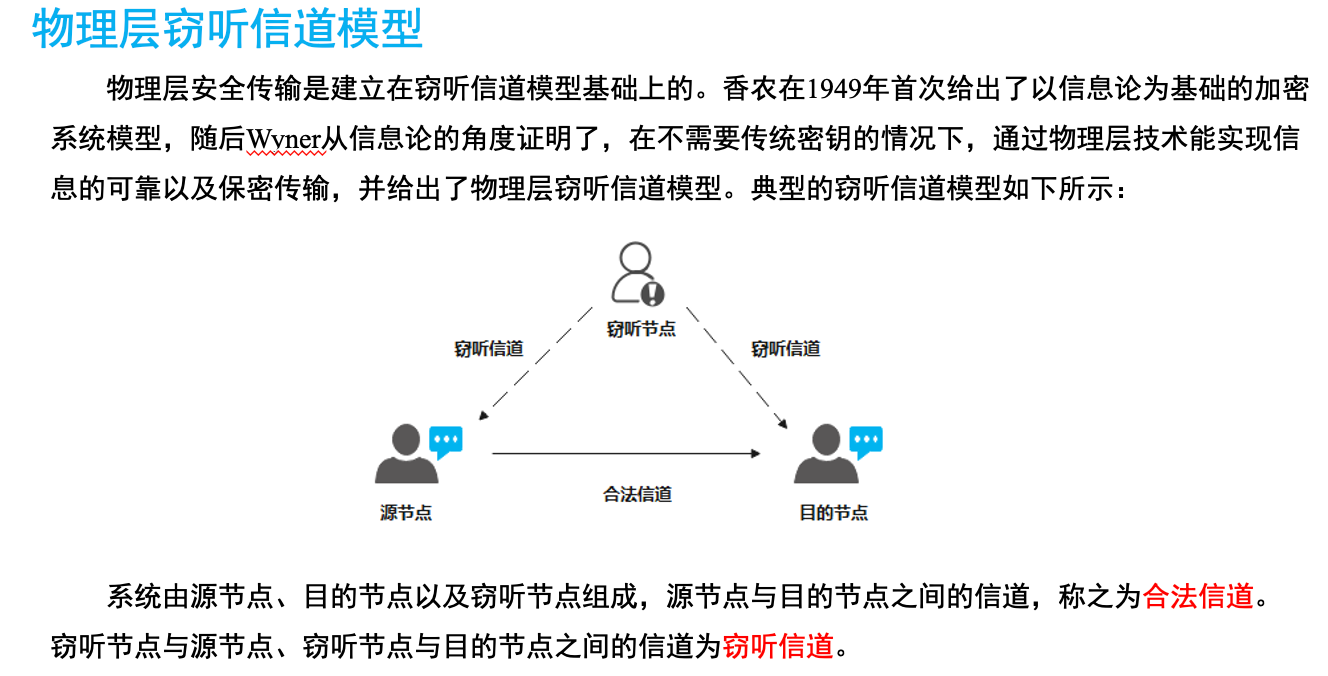 物理层窃听信道模型
物理层安全传输是建立在窃听信道模型基础上的。香农在1949年首次给出了以信息论为基础的加密
系统模型，随后Wyner从信息论的角度证明了，在不需要传统密钥的情况下，通过物理层技术能实现信
息的可靠以及保密传输，并给出了物理层窃听信道模型。典型的窃听信道模型如下所示：
窃听节点
窃听信道
窃听信道
合法信道
源节点
目的节点
系统由源节点、目的节点以及窃听节点组成，源节点与目的节点之间的信道，称之为合法信道。
窃听节点与源节点、窃听节点与目的节点之间的信道为窃听信道。